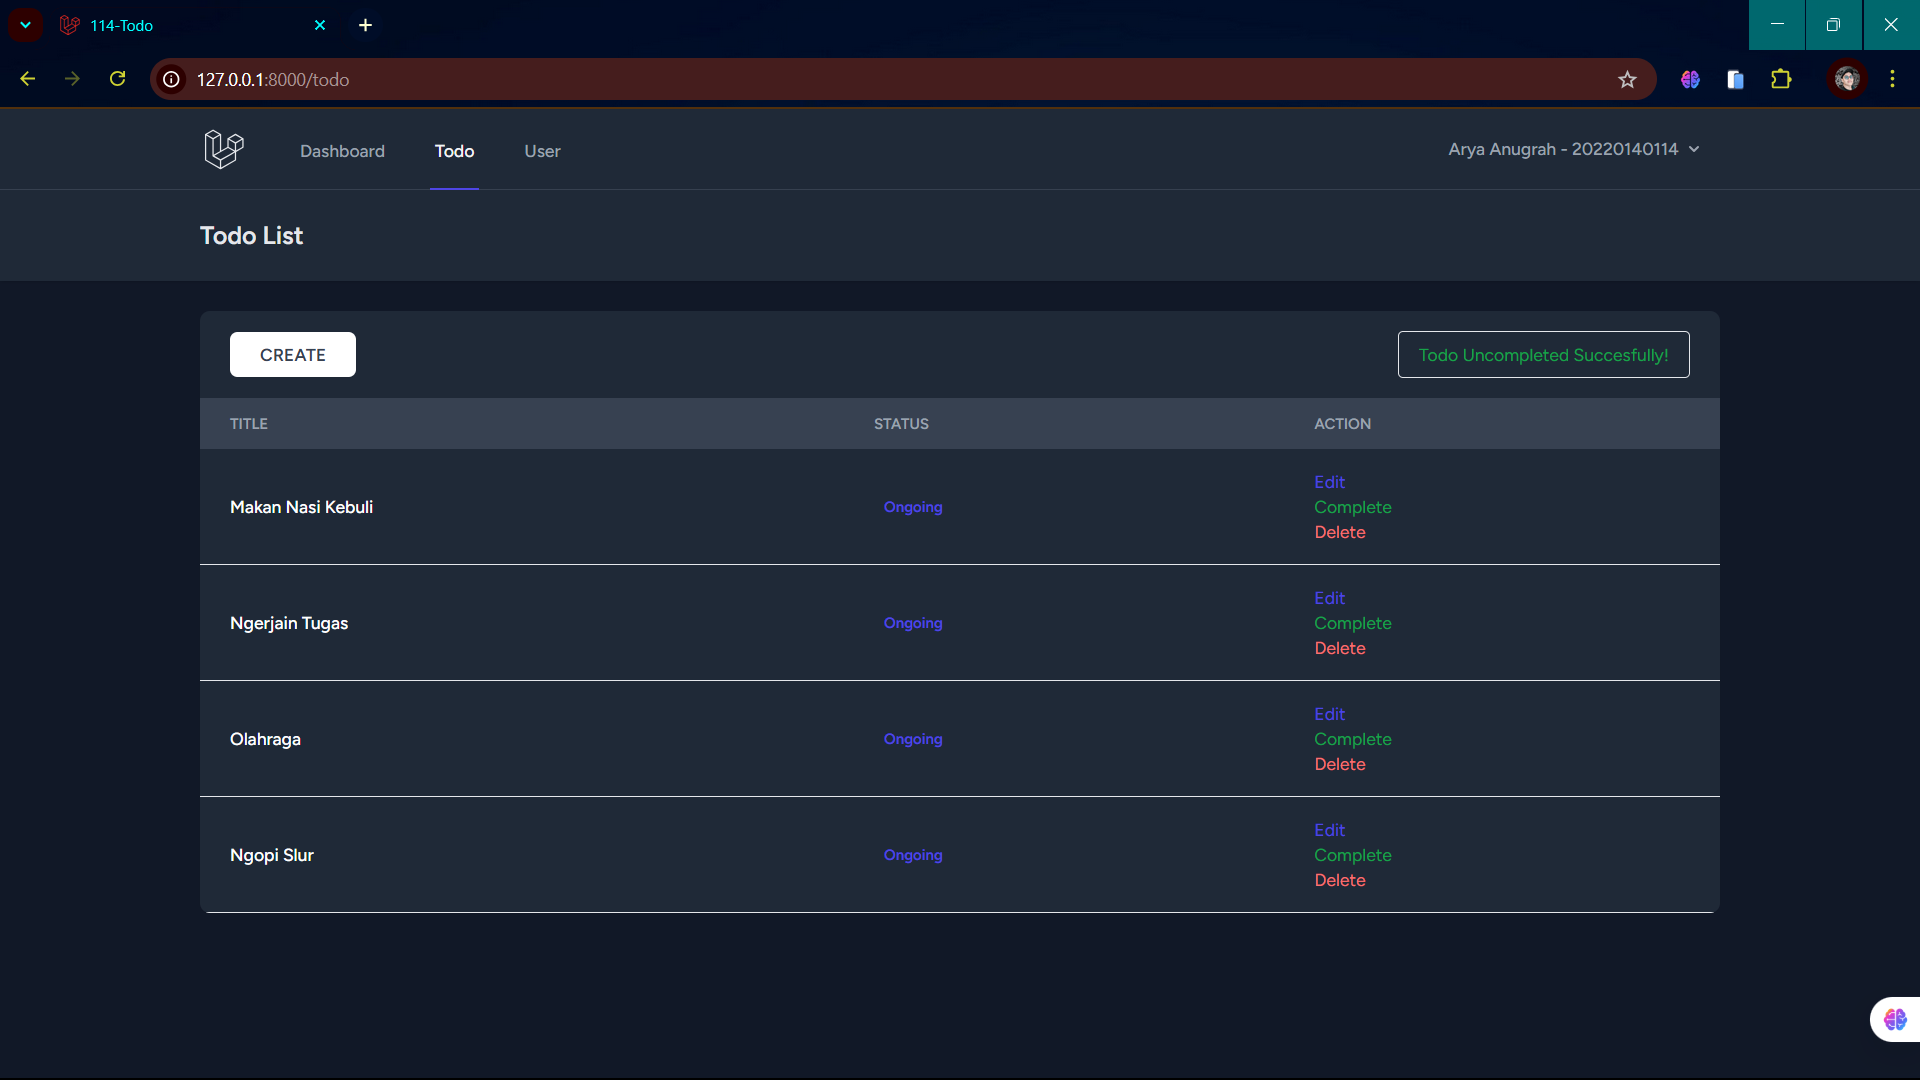 114-Todo
127.0.0.1:8000/todo
Dashboard Todo User Arya Anugrah - 20220140114
Todo List
CREATE Todo Uncompleted Succesfully!
TITLE STATUS ACTION
Edit
Makan Nasi Kebuli Ongoing Complete
Delete
Edit
Ngerjain Tugas Ongoing Complete
Delete
Edit
Olahraga Ongoing Complete
Delete
Edit
Ngopi Slur Ongoing Complete
Delete